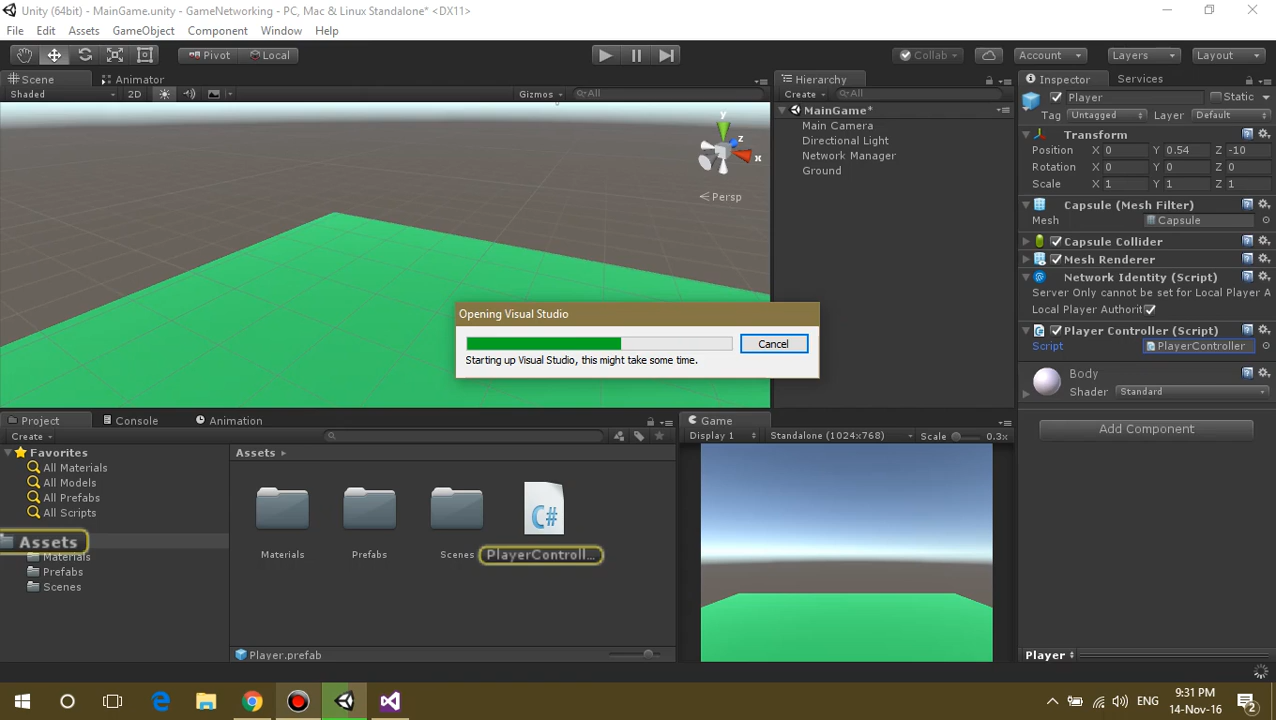 Unity (64bit) - MainGame.unity - GameNetworking - PC, Mac & Linux Standalone* <DX11>
File Edit Assets GameObject Component Window Help
Pivot Local Collab Account Layers Layout
Scene Animator
Shaded 2D Gizmos All
y
z
x
Persp
Hierarchy
Create All
MainGame*
Main Camera
Directional Light
Network Manager
Ground
Inspector Services
Player Static
Tag Untagged Layer Default
Transform
Position X 0 Y 0.54 Z -10
Rotation X 0 Y 0 Z 0
Scale X 1 Y 1 Z 1
Capsule (Mesh Filter)
Mesh Capsule
Capsule Collider
Mesh Renderer
Network Identity (Script)
Server Only cannot be set for Local Player A
Local Player Authorit
Player Controller (Script)
Script PlayerController
Body
Shader Standard
Add Component
Player
Opening Visual Studio
Cancel
Starting up Visual Studio, this might take some time.
Project Console Animation
Create
Favorites
All Materials
All Models
All Prefabs
All Scripts
Assets
Materials
Prefabs
Scenes
Assets
Materials Prefabs Scenes PlayerControll...
C#
Player.prefab
Game
Display 1 Standalone (1024x768) Scale 0.3x
ENG
9:31 PM
14-Nov-16
2